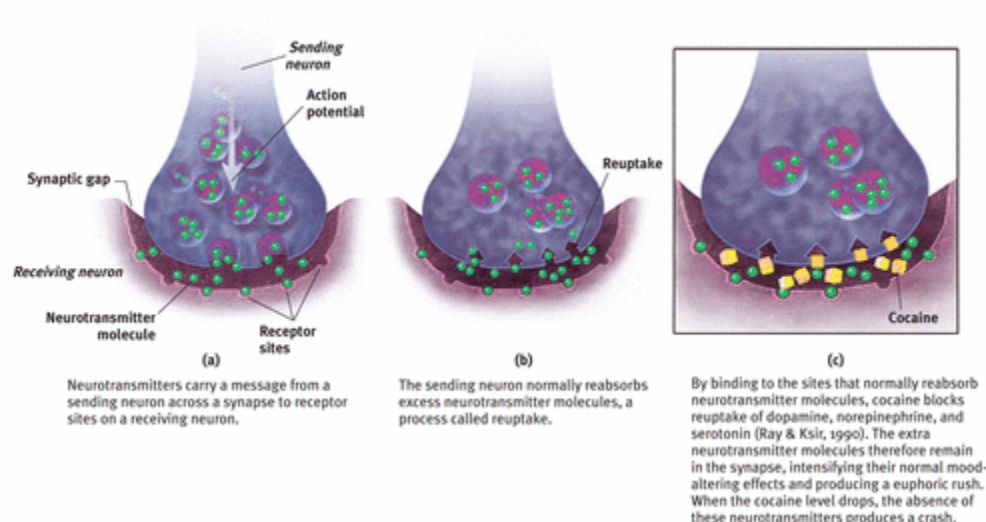 Sending
neuron
Action
potential
Synaptic gap
Receiving neuron
Neurotransmitter
molecule
Receptor
sites
(a)
Neurotransmitters carry a message from a
sending neuron across a synapse to receptor
sites on a receiving neuron.
Reuptake
(b)
The sending neuron normally reabsorbs
excess neurotransmitter molecules, a
process called reuptake.
Cocaine
(c)
By binding to the sites that normally reabsorb
neurotransmitter molecules, cocaine blocks
reuptake of dopamine, norepinephrine, and
serotonin (Ray & Ksir, 1990). The extra
neurotransmitter molecules therefore remain
in the synapse, intensifying their normal mood-
altering effects and producing a euphoric rush.
When the cocaine level drops, the absence of
these neurotransmitters produces a crash.